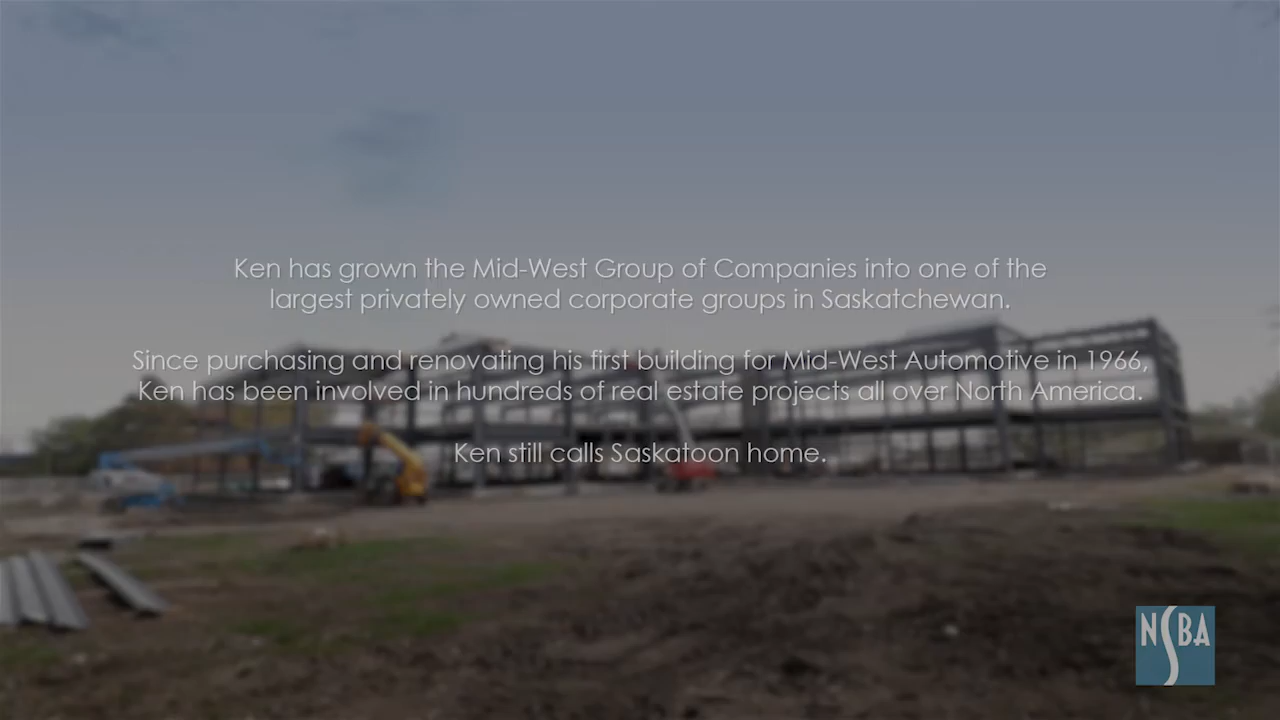 Ken has grown the Mid-West Group of Companies into one of the
largest privately owned corporate groups in Saskatchewan.
Since purchasing and renovating his first building for Mid-West Automotive in 1966,
Ken has been involved in hundreds of real estate projects all over North America.
Ken still calls Saskatoon home.
NSBA